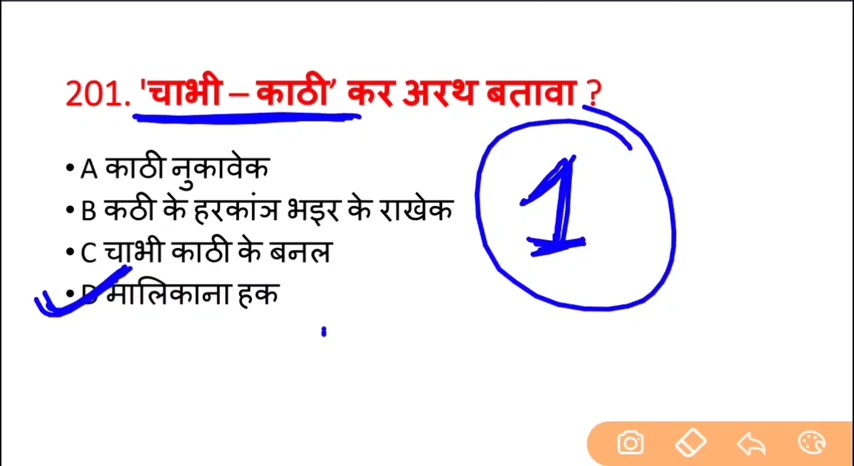 201. 'चाभी – काठी' कर अरथ बतावा ?
• A काठी नुकावेक
• B कठी के हरकांञ भइर के राखेक
• C चाभी काठी के बनल
• D मालिकाना हक
1